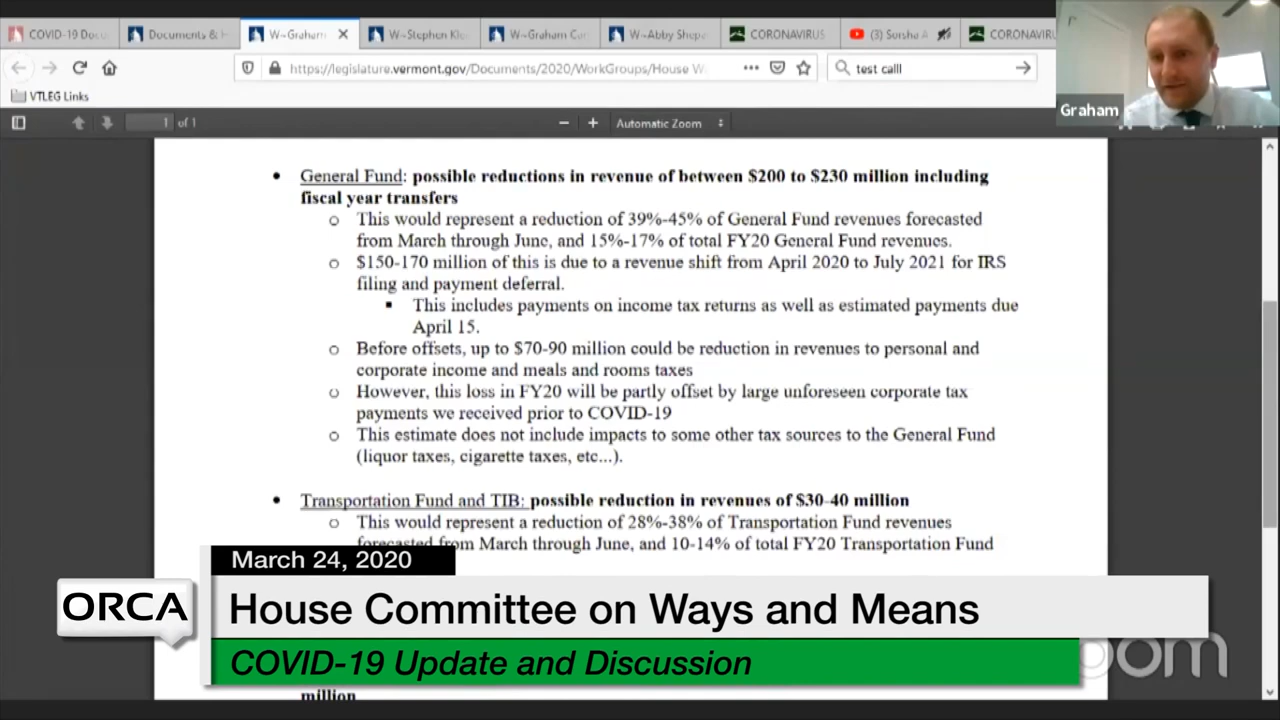 COVID-19 Docu
Documents & H
W~Graham
W~Stephen Kle
W~Graham Cam
W~Abby Shepa
CORONAVIRUS
(3) Sorsha A
CORONAVIRU
https://legislature.vermont.gov/Documents/2020/WorkGroups/House W
test calll
VTLEG Links
Graham
1 of 1
Automatic Zoom
• General Fund: possible reductions in revenue of between $200 to $230 million including
fiscal year transfers
o This would represent a reduction of 39%-45% of General Fund revenues forecasted
from March through June, and 15%-17% of total FY20 General Fund revenues.
o $150-170 million of this is due to a revenue shift from April 2020 to July 2021 for IRS
filing and payment deferral.
▪ This includes payments on income tax returns as well as estimated payments due
April 15.
o Before offsets, up to $70-90 million could be reduction in revenues to personal and
corporate income and meals and rooms taxes
o However, this loss in FY20 will be partly offset by large unforeseen corporate tax
payments we received prior to COVID-19
o This estimate does not include impacts to some other tax sources to the General Fund
(liquor taxes, cigarette taxes, etc...).
• Transportation Fund and TIB: possible reduction in revenues of $30-40 million
o This would represent a reduction of 28%-38% of Transportation Fund revenues
forecasted from March through June, and 10-14% of total FY20 Transportation Fund
March 24, 2020
ORCA
House Committee on Ways and Means
COVID-19 Update and Discussion
oom
million